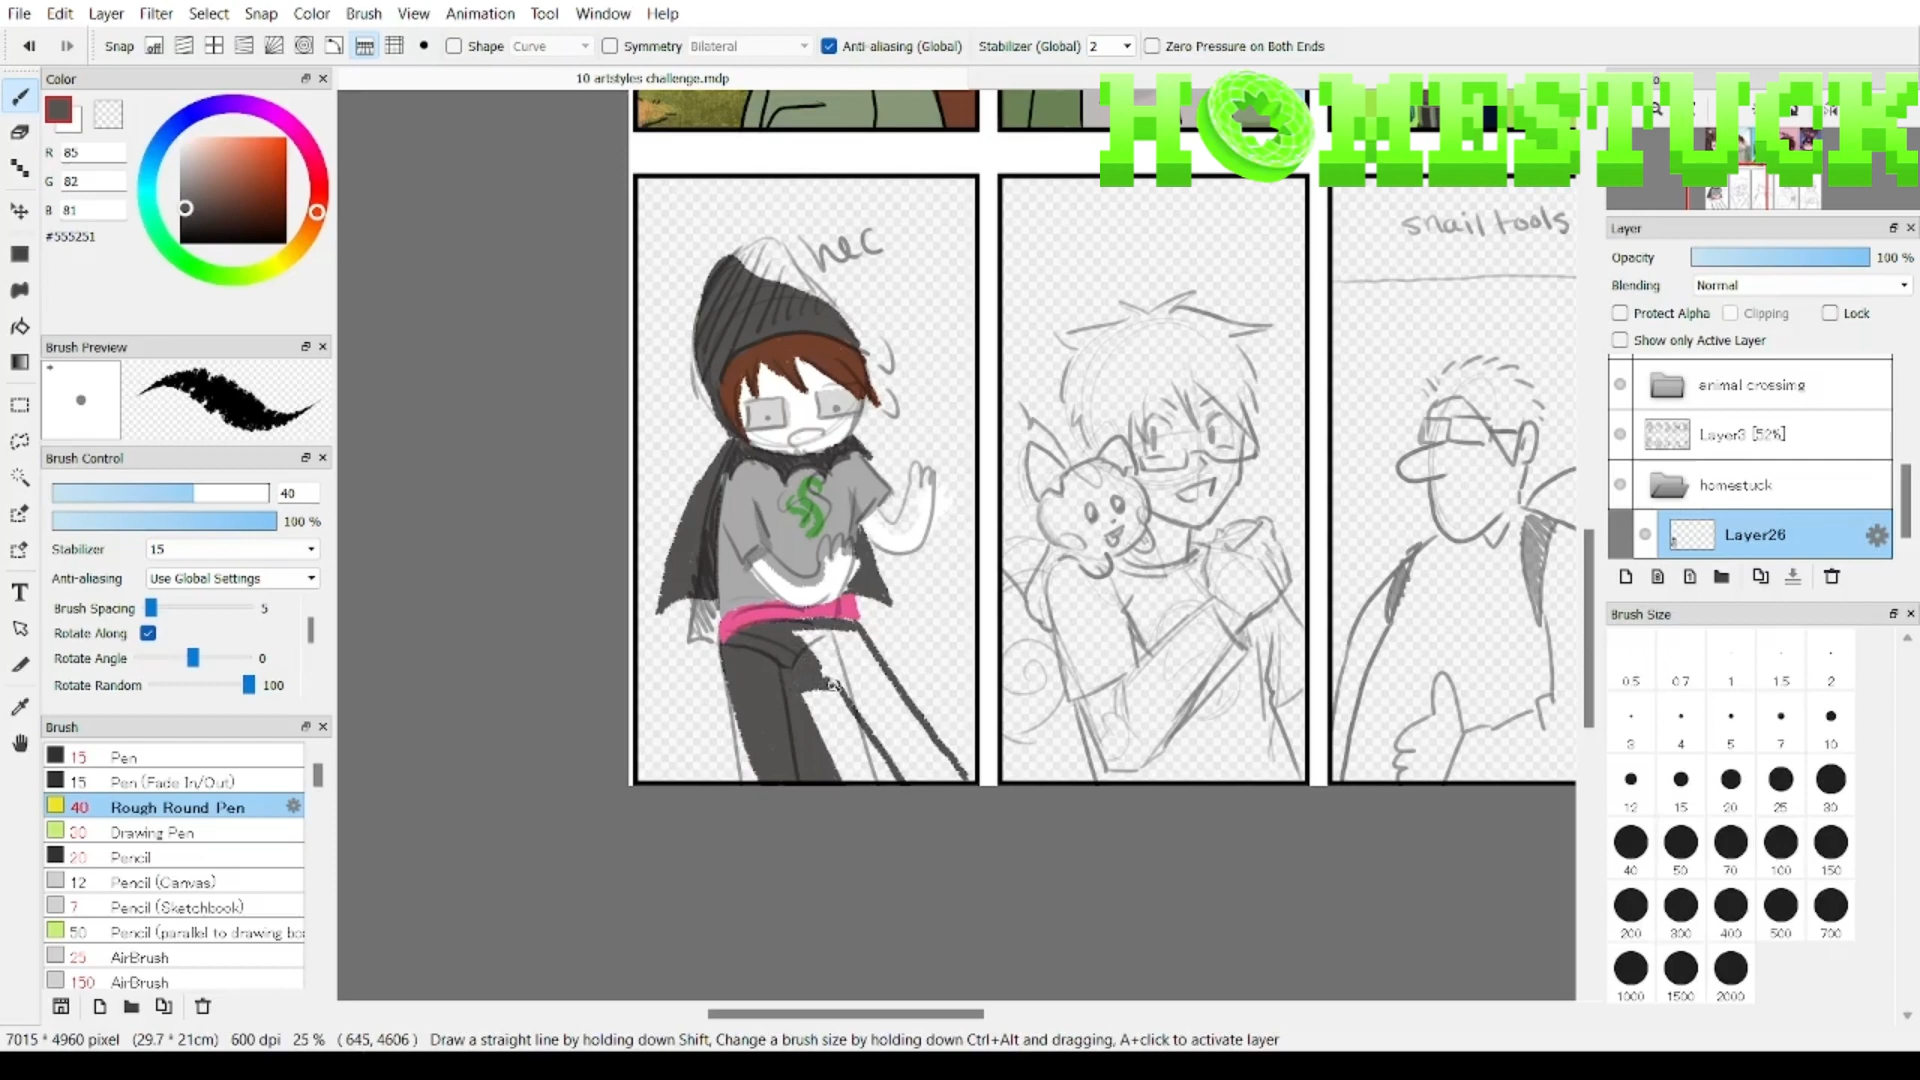 File Edit Layer Filter Select Snap Color Brush View Animation Tool Window Help
Snap off Shape Curve Symmetry Bilateral Anti-aliasing (Global) Stabilizer (Global) 2 Zero Pressure on Both Ends
Color
10 artstyles challenge.mdp
HOMESTUCK
R 85
G 82
B 81
#555251
Brush Preview
Brush Control
40
100 %
Stabilizer 15
Anti-aliasing Use Global Settings
Brush Spacing 5
Rotate Along
Rotate Angle 0
Rotate Random 100
Brush
15 Pen
15 Pen (Fade In/Out)
40 Rough Round Pen
30 Drawing Pen
20 Pencil
12 Pencil (Canvas)
7 Pencil (Sketchbook)
50 Pencil (parallel to drawing bo
25 AirBrush
150 AirBrush
hec
$
snail tools
Layer
Opacity 100 %
Blending Normal
Protect Alpha Clipping Lock
Show only Active Layer
animal crossimg
Layer3 [52%]
homestuck
Layer26
Brush Size
0.5 0.7 1 1.5 2
3 4 5 7 10
12 15 20 25 30
40 50 70 100 150
200 300 400 500 700
1000 1500 2000
7015 * 4960 pixel (29.7 * 21cm) 600 dpi 25 % ( 645, 4606 ) Draw a straight line by holding down Shift, Change a brush size by holding down Ctrl+Alt and dragging, A+click to activate layer